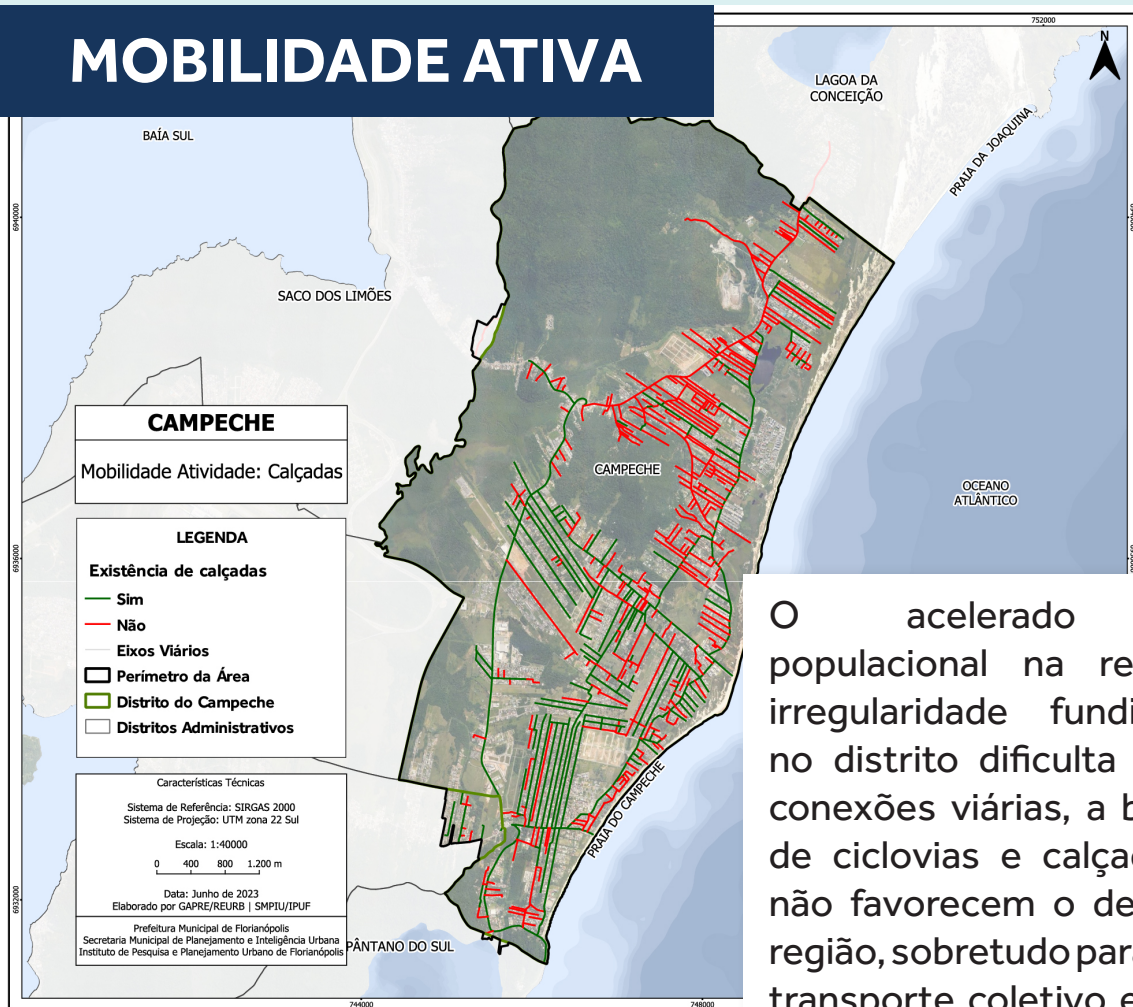 MOBILIDADE ATIVA
752000
N
LAGOA DA
CONCEIÇÃO
BAÍA SUL
PRAIA DA JOAQUINA
6940000
SACO DOS LIMÕES
CAMPECHE
Mobilidade Atividade: Calçadas
CAMPECHE
OCEANO
ATLÂNTICO
LEGENDA
Existência de calçadas
Sim
Não
Eixos Viários
Perímetro da Área
Distrito do Campeche
Distritos Administrativos
6936000
O acelerado
populacional na re
irregularidade fundi
no distrito dificulta
conexões viárias, a b
de ciclovias e calça
não favorecem o de
região, sobretudo para
transporte coletivo e
PRAIA DO CAMPECHE
Características Técnicas
Sistema de Referência: SIRGAS 2000
Sistema de Projeção: UTM zona 22 Sul
Escala: 1:40000
0 400 800 1.200 m
Data: Junho de 2023
Elaborado por GAPRE/REURB | SMPIU/IPUF
Prefeitura Municipal de Florianópolis
Secretaria Municipal de Planejamento e Inteligência Urbana
Instituto de Pesquisa e Planejamento Urbano de Florianópolis
6932000
PÂNTANO DO SUL
744000
748000